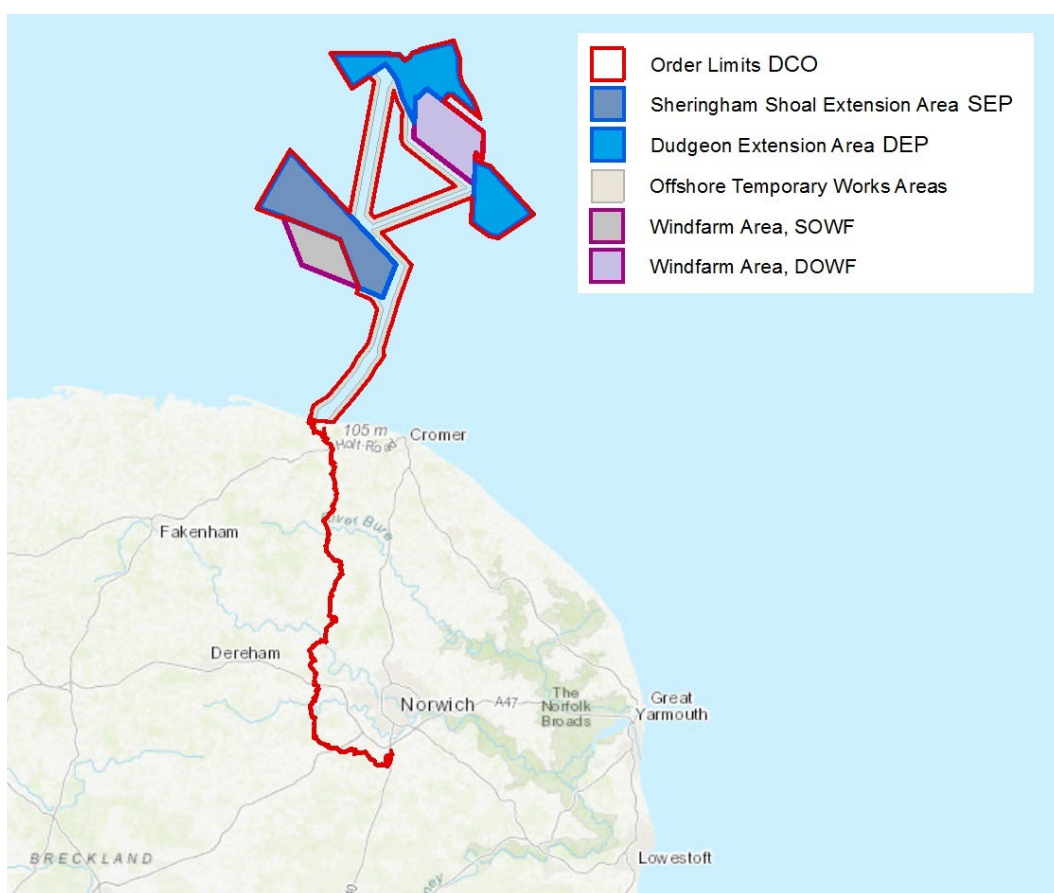 Order Limits DCO
Sheringham Shoal Extension Area SEP
Dudgeon Extension Area DEP
Offshore Temporary Works Areas
Windfarm Area, SOWF
Windfarm Area, DOWF
105 m
Holt-Road
Cromer
River Bure
Fakenham
Dereham
Norwich
A47
The
Norfolk
Broads
Great
Yarmouth
BRECKLAND
Lowestoft